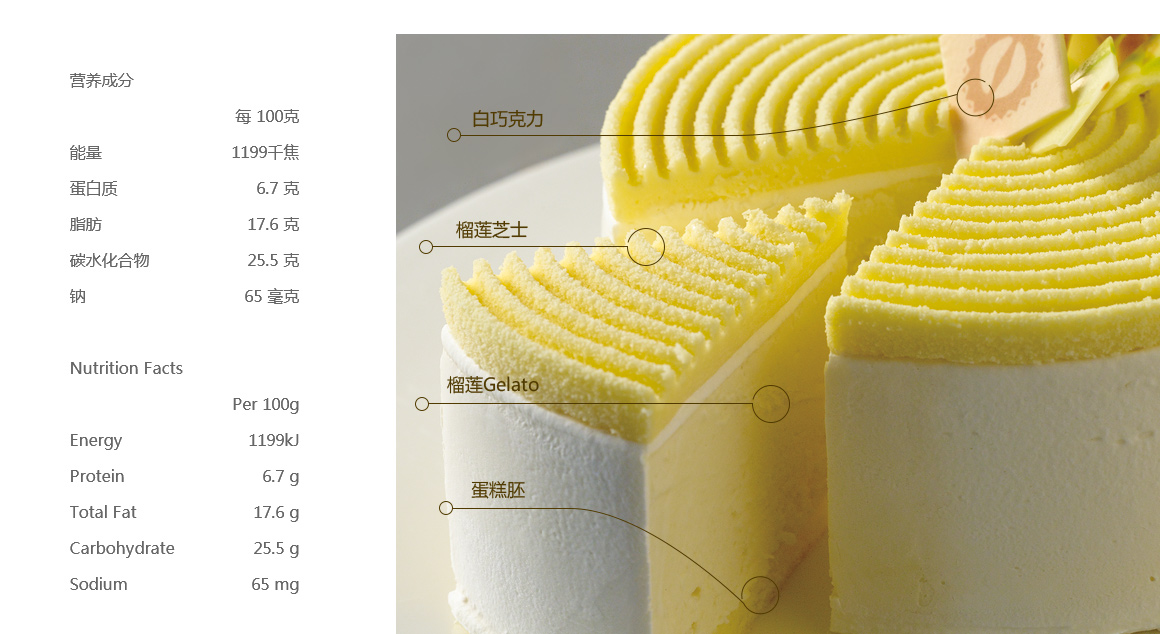 营养成分
每 100克
能量 1199千焦
蛋白质 6.7 克
脂肪 17.6 克
碳水化合物 25.5 克
钠 65 毫克
Nutrition Facts
Per 100g
Energy 1199kJ
Protein 6.7 g
Total Fat 17.6 g
Carbohydrate 25.5 g
Sodium 65 mg
白巧克力
榴莲芝士
榴莲Gelato
蛋糕胚